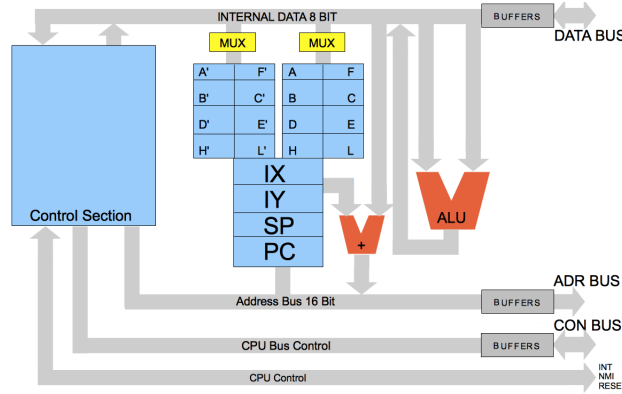 INTERNAL DATA 8 BIT
BUFFERS
DATA BUS
MUX
MUX
A' F' A F
B' C' B C
D' E' D E
H' L' H L
IX
IY
SP
PC
Control Section
ALU
+
ADR BUS
Address Bus 16 Bit
BUFFERS
CON BUS
CPU Bus Control
BUFFERS
CPU Control
INT
NMI
RESE